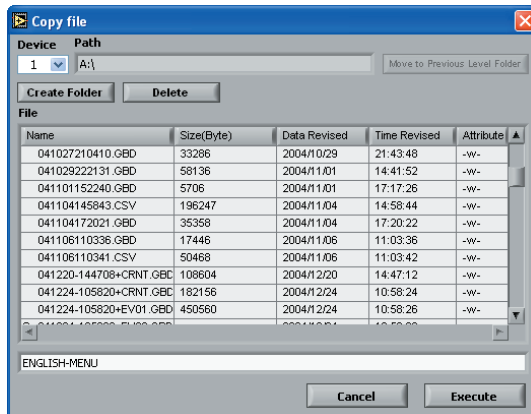 Copy file
Device Path
1 A:\ Move to Previous Level Folder
Create Folder Delete
File
Name Size(Byte) Data Revised Time Revised Attribute
041027210410.GBD 33286 2004/10/29 21:43:48 -w-
041029222131.GBD 58136 2004/11/01 14:41:52 -w-
041101152240.GBD 5706 2004/11/01 17:17:26 -w-
041104145843.CSV 196247 2004/11/04 14:58:44 -w-
041104172021.GBD 35358 2004/11/04 17:20:22 -w-
041106110336.GBD 17446 2004/11/06 11:03:36 -w-
041106110341.CSV 50468 2004/11/06 11:03:42 -w-
041220-144708+CRNT.GBD 108604 2004/12/20 14:47:12 -w-
041224-105820+CRNT.GBD 182156 2004/12/24 10:58:24 -w-
041224-105820+EV01.GBD 450560 2004/12/24 10:58:26 -w-
ENGLISH-MENU
Cancel Execute